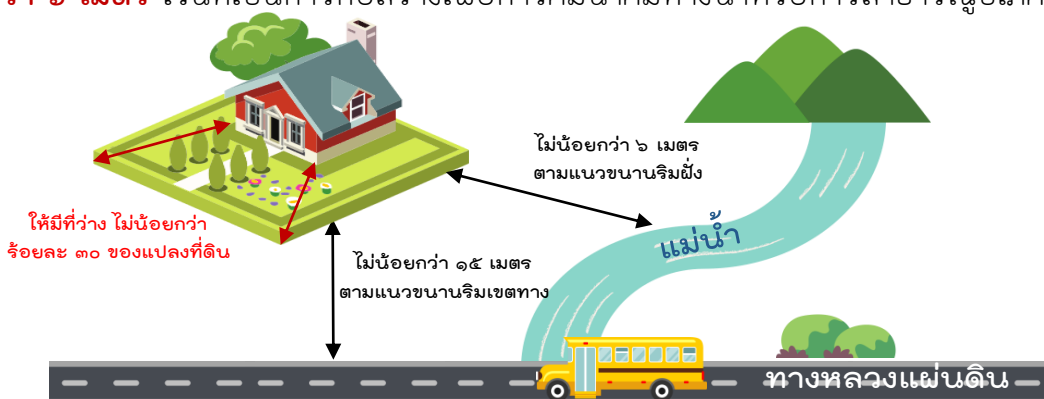 ไม่น้อยกว่า ๖ เมตร
ตามแนวขนานริมฝั่ง
แม่น้ำ
ให้มีที่ว่าง ไม่น้อยกว่า
ร้อยละ ๓๐ ของแปลงที่ดิน
ไม่น้อยกว่า ๑๕ เมตร
ตามแนวขนานริมเขตทาง
ทางหลวงแผ่นดิน